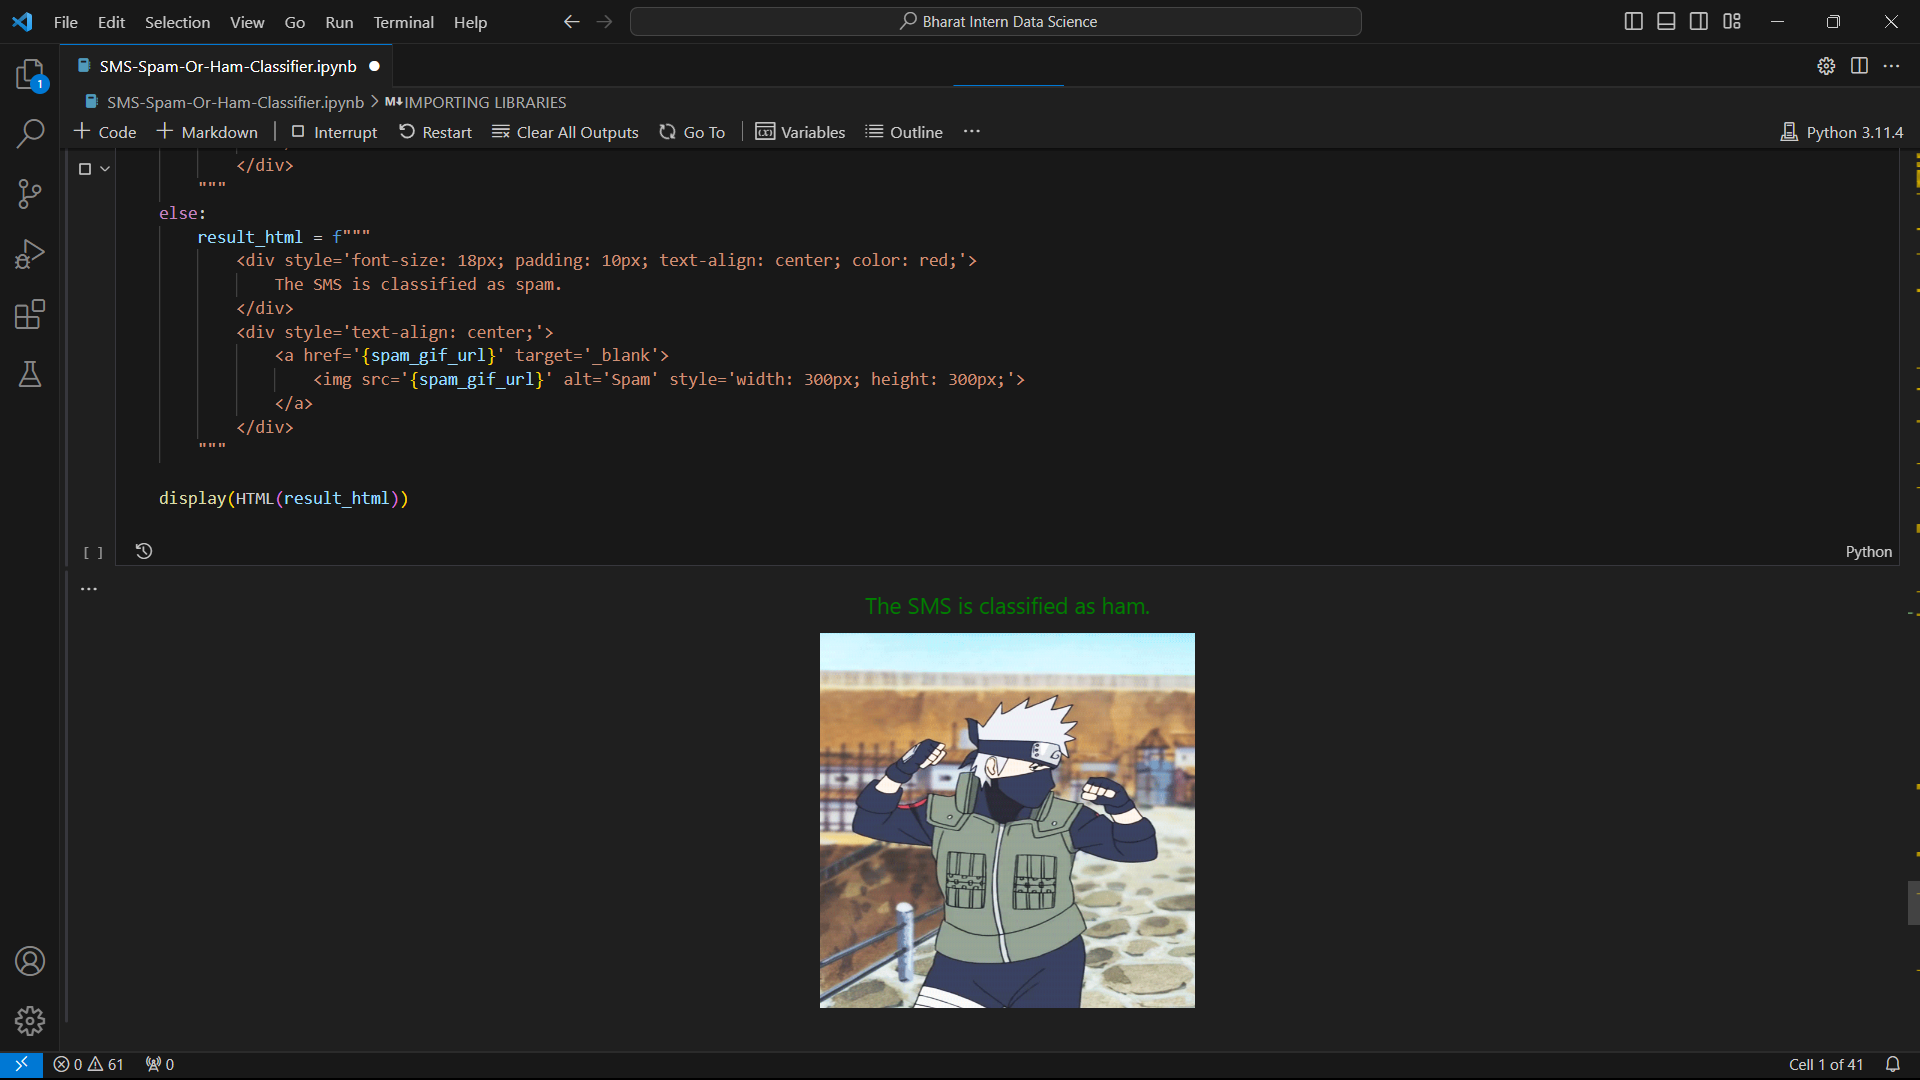 File Edit Selection View Go Run Terminal Help
Bharat Intern Data Science
SMS-Spam-Or-Ham-Classifier.ipynb
1
SMS-Spam-Or-Ham-Classifier.ipynb > M↓IMPORTING LIBRARIES
+ Code + Markdown | Interrupt Restart Clear All Outputs Go To | Variables Outline ...
Python 3.11.4
</div>
"""
else:
result_html = f"""
<div style='font-size: 18px; padding: 10px; text-align: center; color: red;'>
The SMS is classified as spam.
</div>
<div style='text-align: center;'>
<a href='{spam_gif_url}' target='_blank'>
<img src='{spam_gif_url}' alt='Spam' style='width: 300px; height: 300px;'>
</a>
</div>
"""
display(HTML(result_html))
[ ]
Python
...
The SMS is classified as ham.
0 61 0
Cell 1 of 41